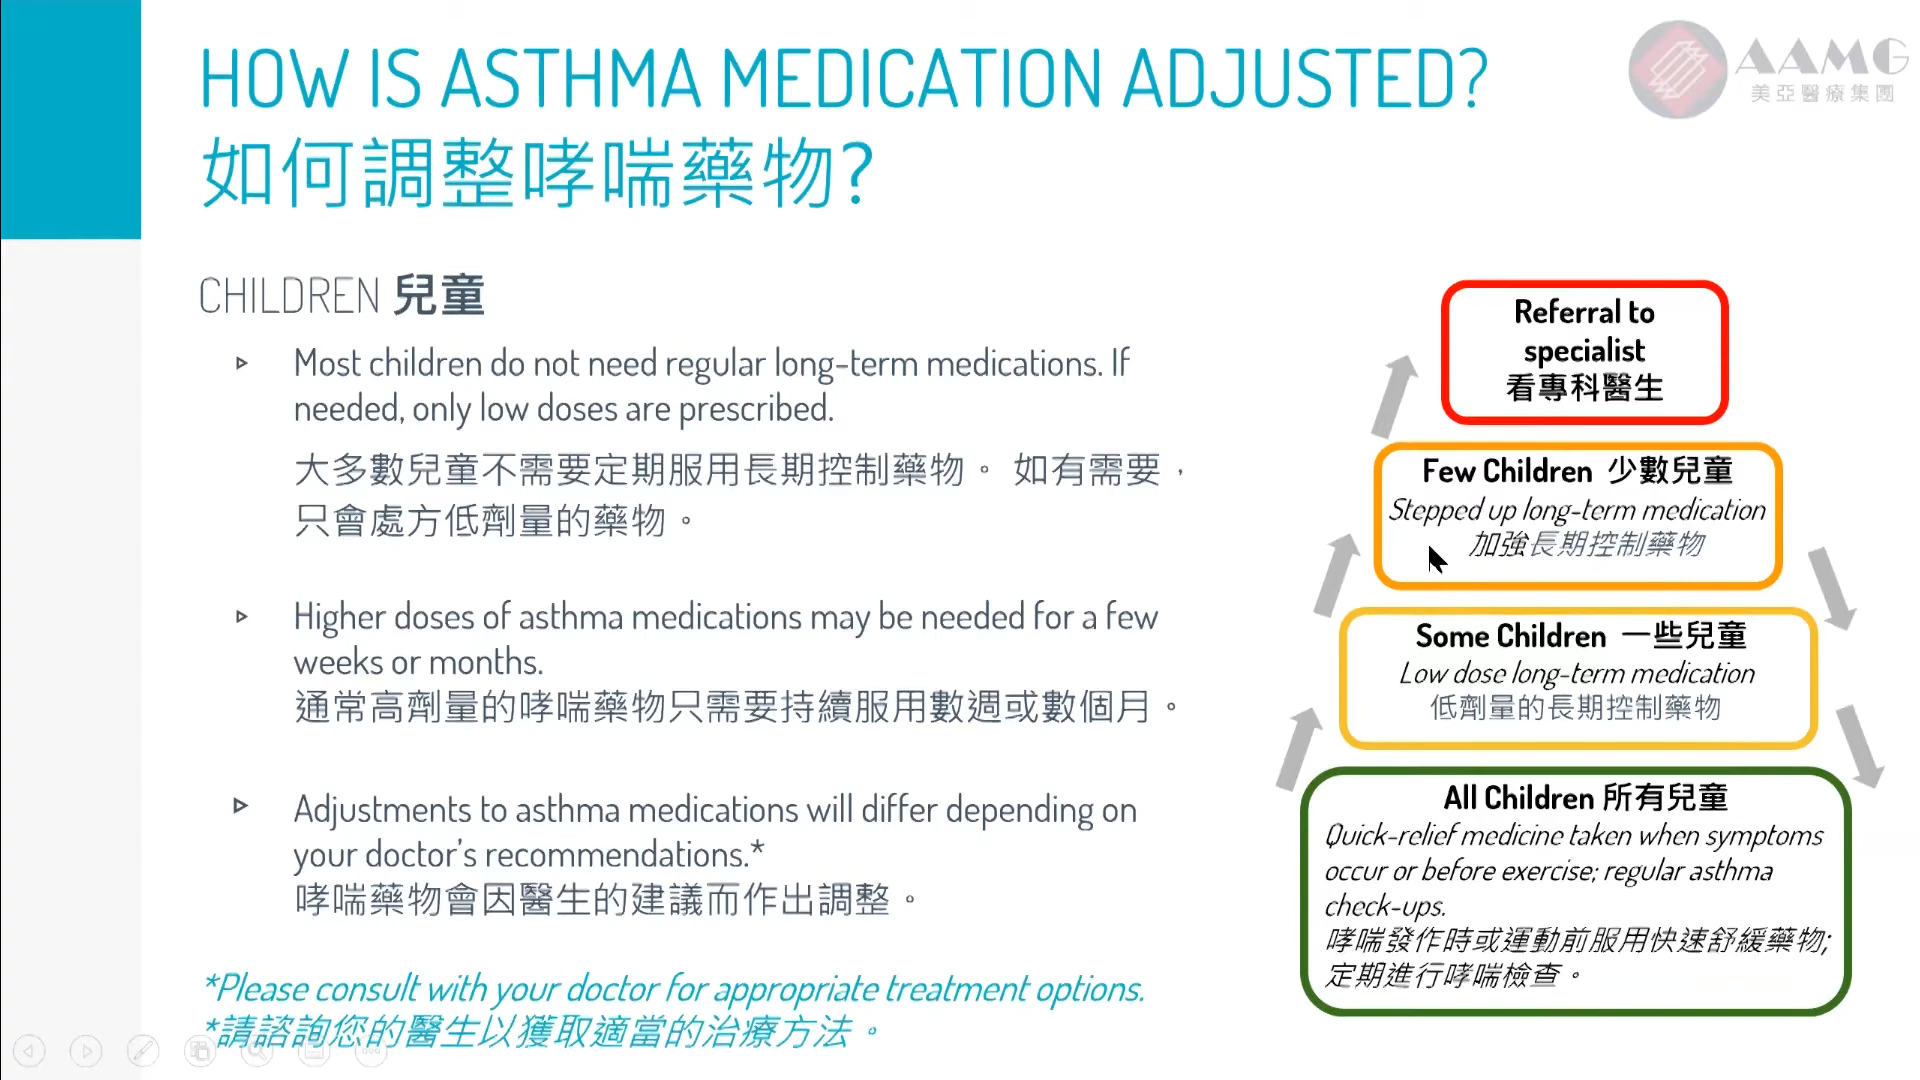 HOW IS ASTHMA MEDICATION ADJUSTED?
如何調整哮喘藥物?
AAMG
美亞醫療集團
CHILDREN 兒童
Most children do not need regular long-term medications. If
needed, only low doses are prescribed.
大多數兒童不需要定期服用長期控制藥物。 如有需要，
只會處方低劑量的藥物。
Higher doses of asthma medications may be needed for a few
weeks or months.
通常高劑量的哮喘藥物只需要持續服用數週或數個月。
Adjustments to asthma medications will differ depending on
your doctor's recommendations.*
哮喘藥物會因醫生的建議而作出調整。
*Please consult with your doctor for appropriate treatment options.
*請諮詢您的醫生以獲取適當的治療方法。
Referral to
specialist
看專科醫生
Few Children 少數兒童
Stepped up long-term medication
加強長期控制藥物
Some Children 一些兒童
Low dose long-term medication
低劑量的長期控制藥物
All Children 所有兒童
Quick-relief medicine taken when symptoms
occur or before exercise; regular asthma
check-ups.
哮喘發作時或運動前服用快速舒緩藥物;
定期進行哮喘檢查。